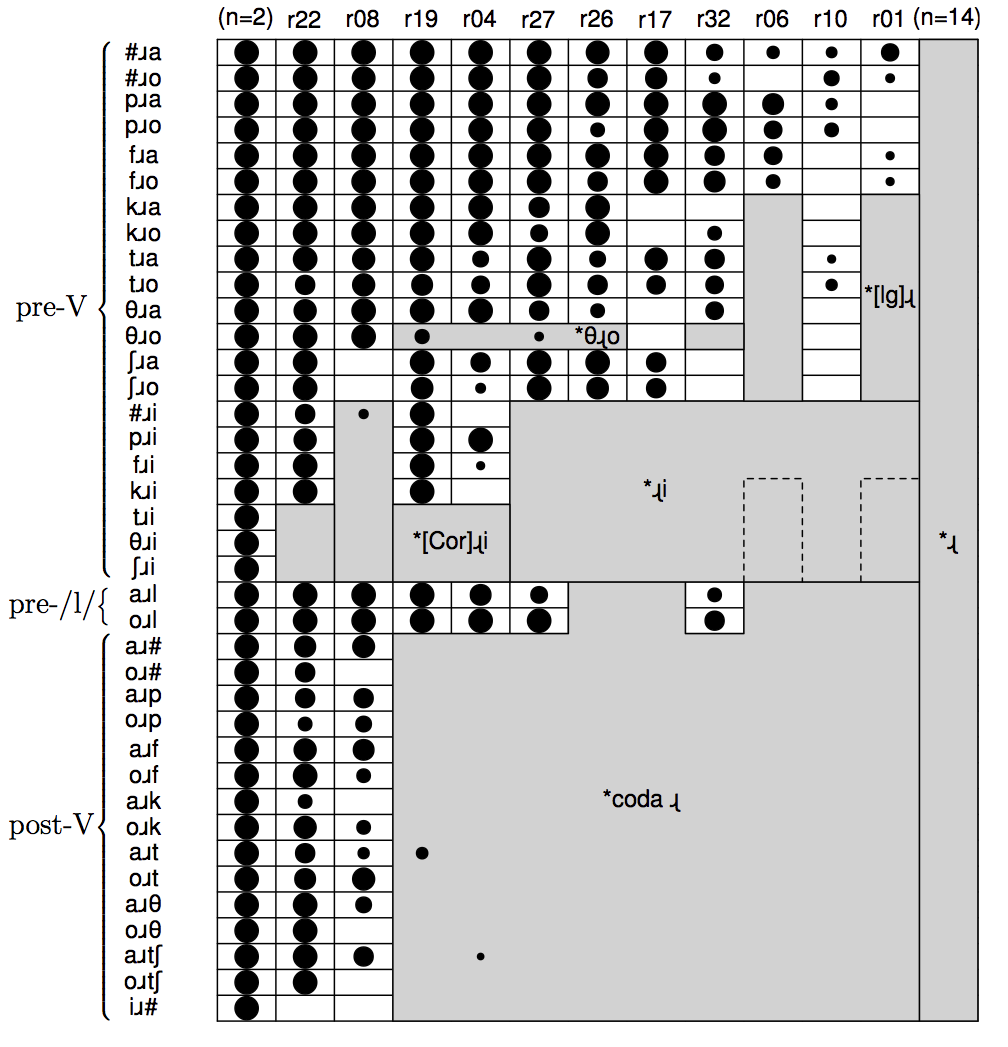 (n=2) r22 r08 r19 r04 r27 r26 r17 r32 r06 r10 r01 (n=14)
#ɹa
#ɹo
pɹa
pɹo
fɹa
fɹo
kɹa
kɹo
tɹa
*[lg]ɻ
tɹo
pre-V
θɹa
θɹo *θɻo
ʃɹa
ʃɹo
#ɹi
pɹi
fɹi
kɹi *ɻi
tɹi
θɹi *[Cor]ɻi *ɻ
ʃɹi
aɹl
pre-/l/
oɹl
aɹ#
oɹ#
aɹp
oɹp
aɹf
oɹf
aɹk *coda ɻ
post-V oɹk
aɹt
oɹt
aɹθ
oɹθ
aɹtʃ
oɹtʃ
iɹ#